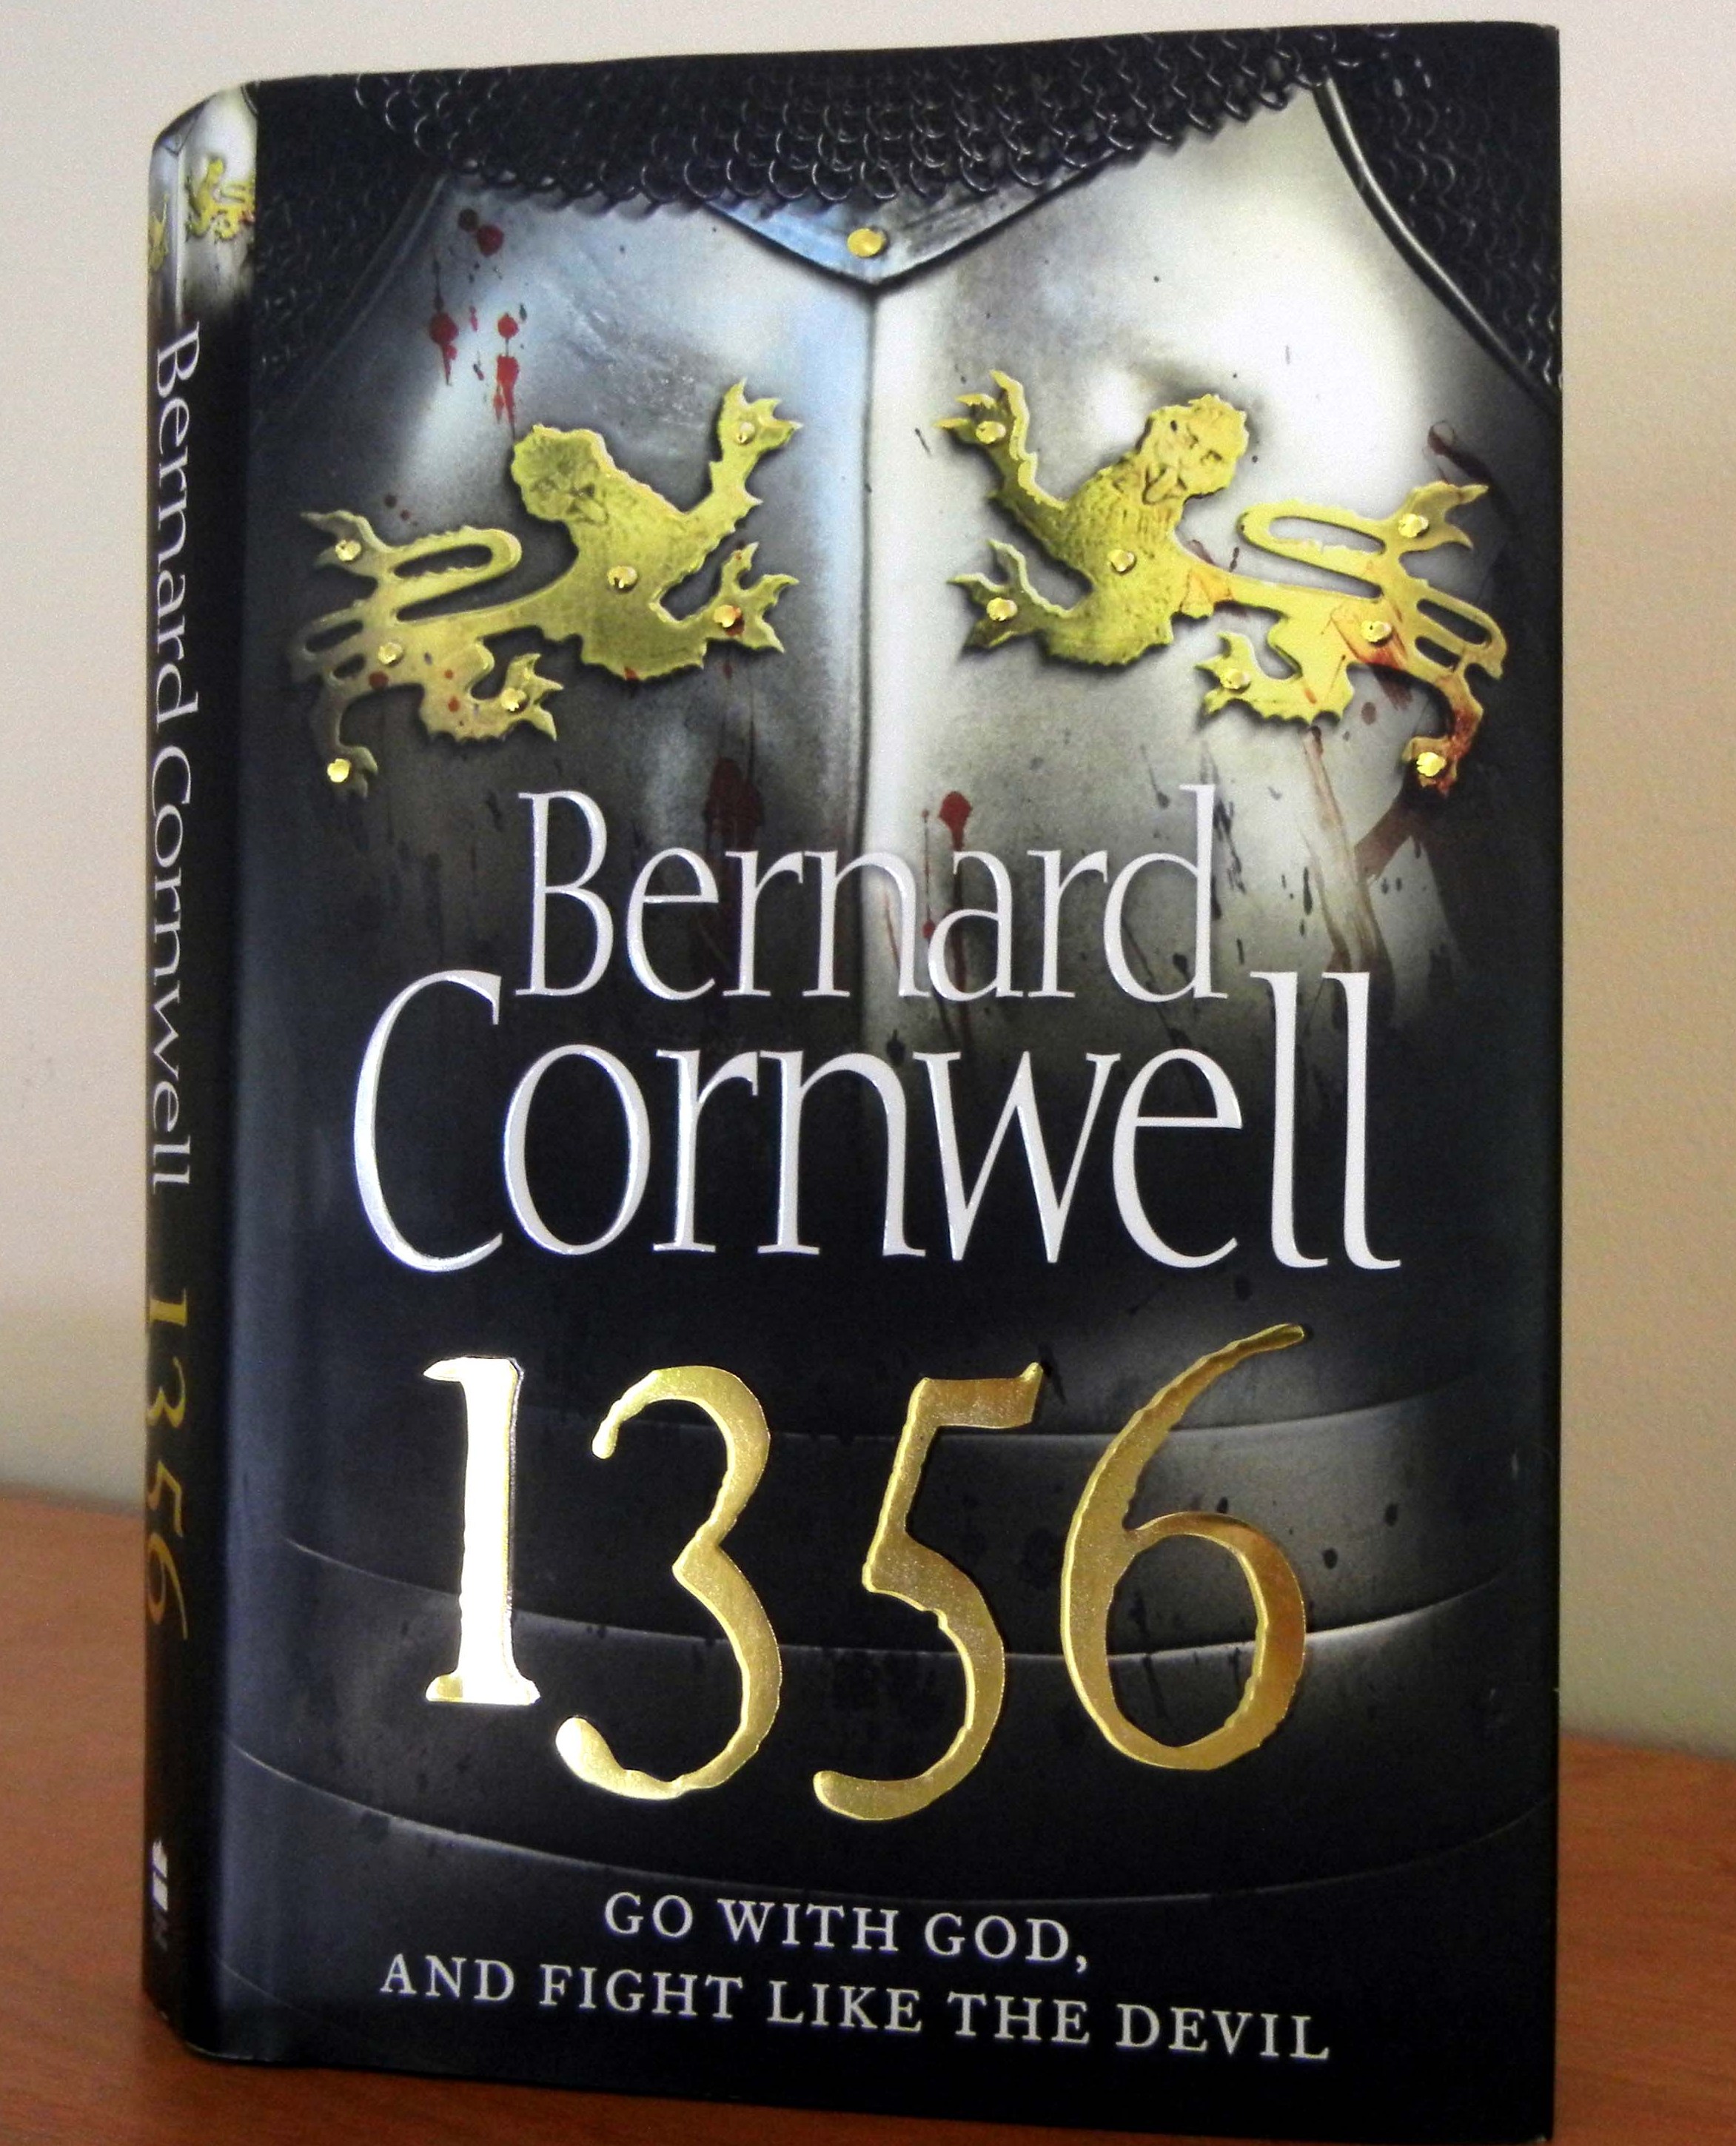 Bernard Cornwell 1356
Bernard
Cornwell
1356
GO WITH GOD,
AND FIGHT LIKE THE DEVIL